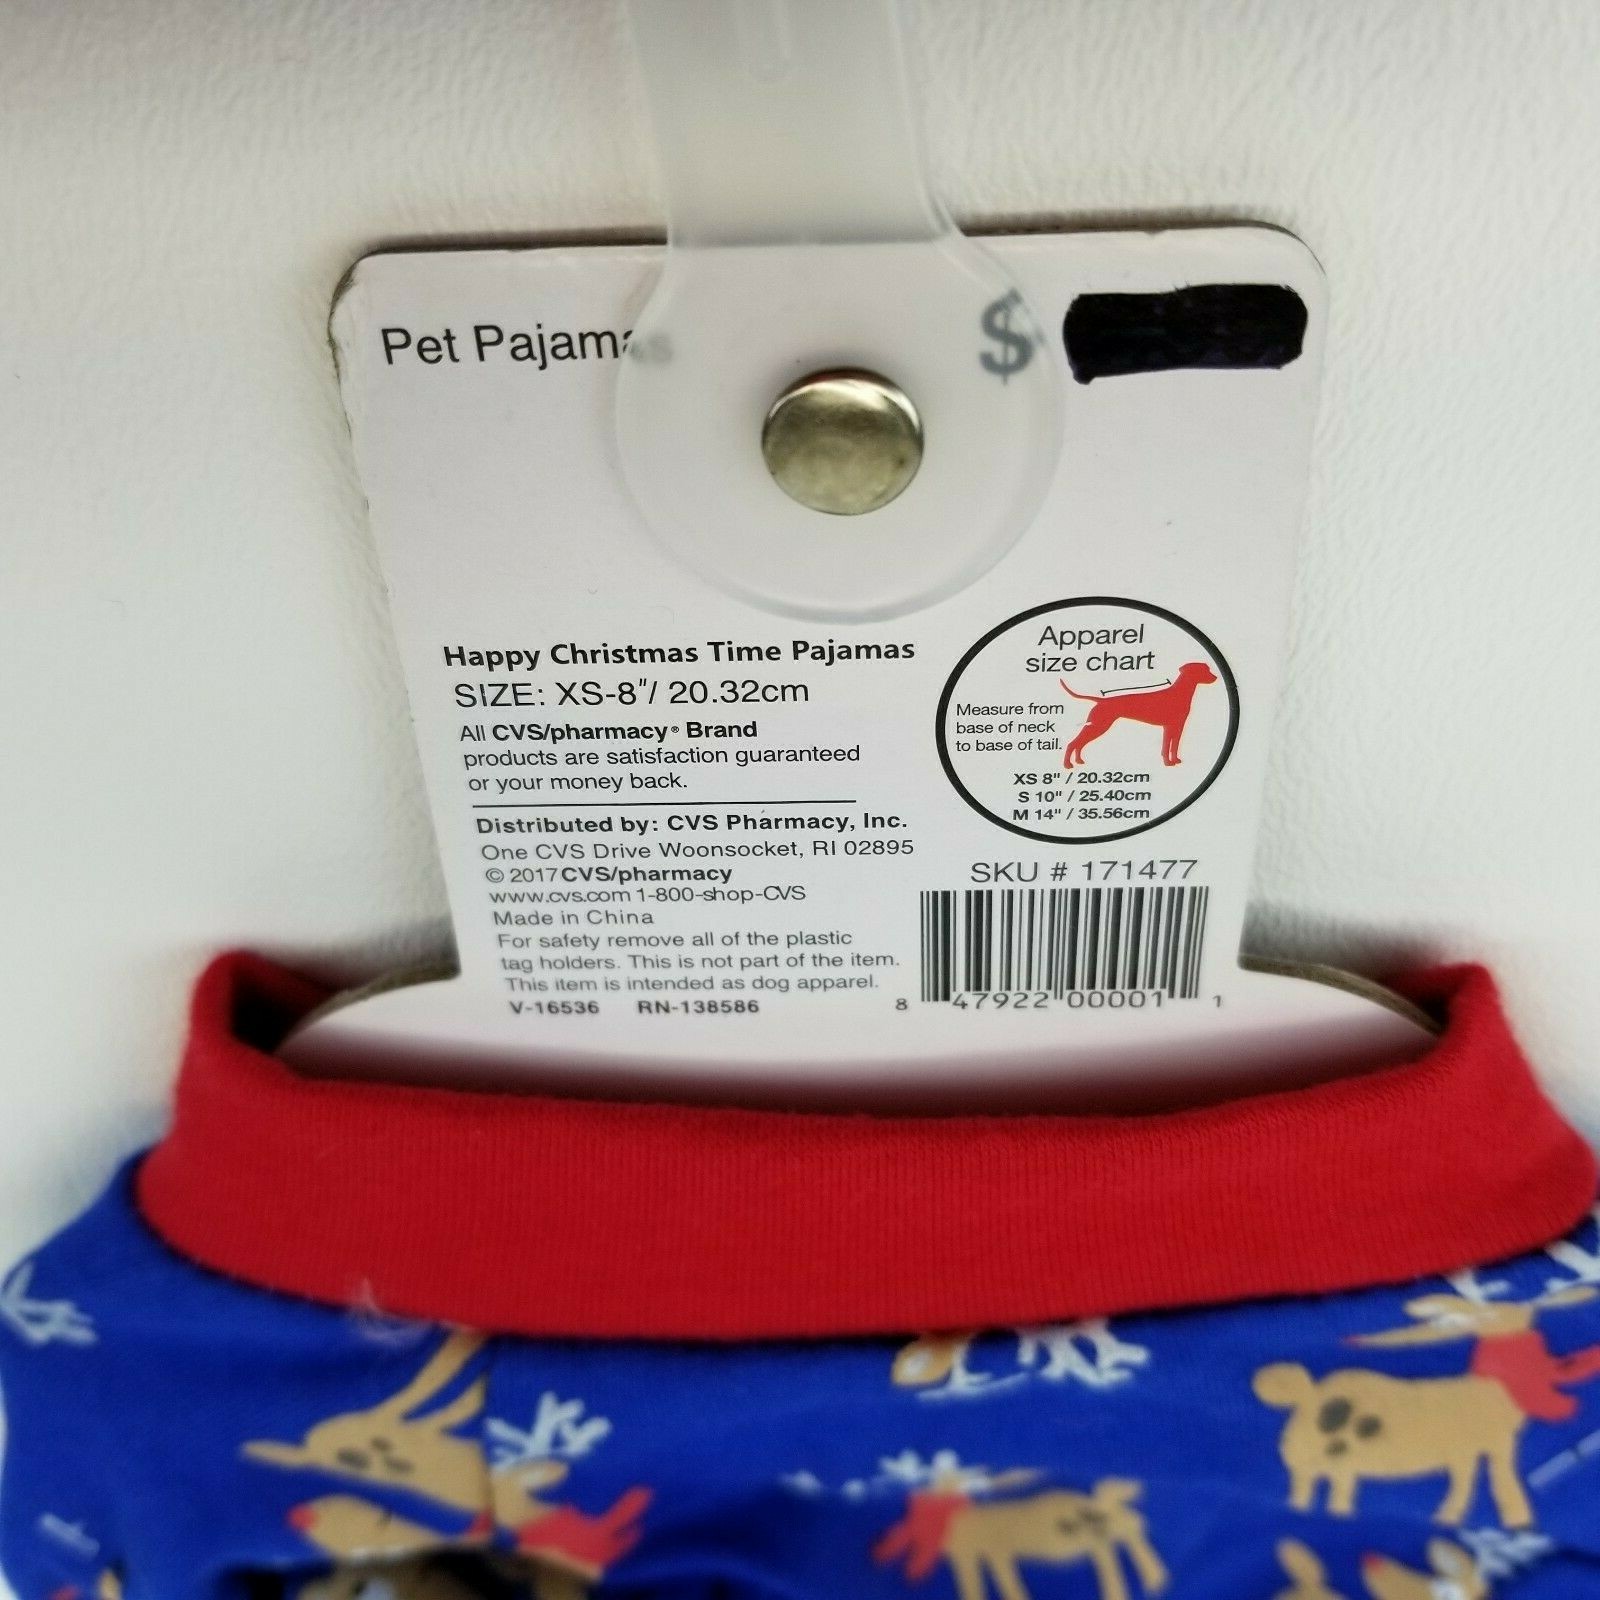 Pet Pajamas
$
Happy Christmas Time Pajamas
SIZE: XS-8"/ 20.32cm
All CVS/pharmacy® Brand
products are satisfaction guaranteed
or your money back.
Distributed by: CVS Pharmacy, Inc.
One CVS Drive Woonsocket, RI 02895
© 2017 CVS/pharmacy
www.cvs.com 1-800-shop-CVS
Made in China
For safety remove all of the plastic
tag holders. This is not part of the item.
This item is intended as dog apparel.
V-16536 RN-138586
Apparel
size chart
Measure from
base of neck
to base of tail.
XS 8" / 20.32cm
S 10" / 25.40cm
M 14" / 35.56cm
SKU # 171477
8 47922 00001 1